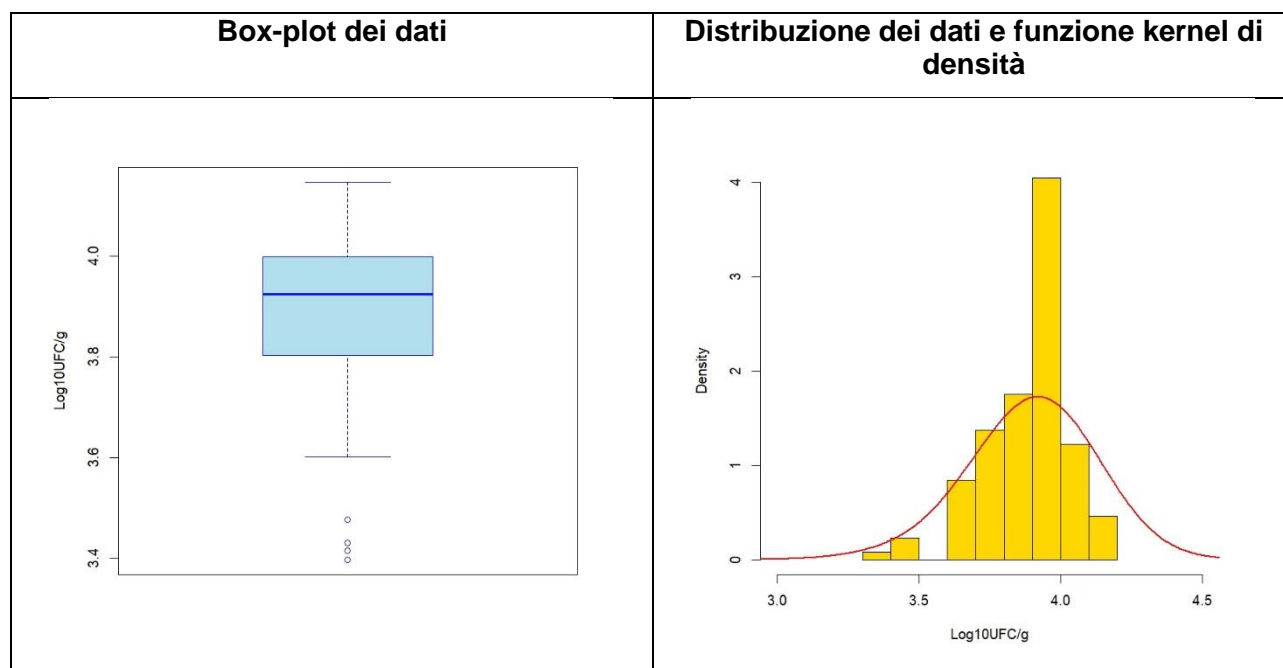 Box-plot dei dati
Distribuzione dei dati e funzione kernel di
densità
4.0
3.8
3.6
3.4
Log10UFC/g
4
3
2
1
0
Density
3.0 3.5 4.0 4.5
Log10UFC/g